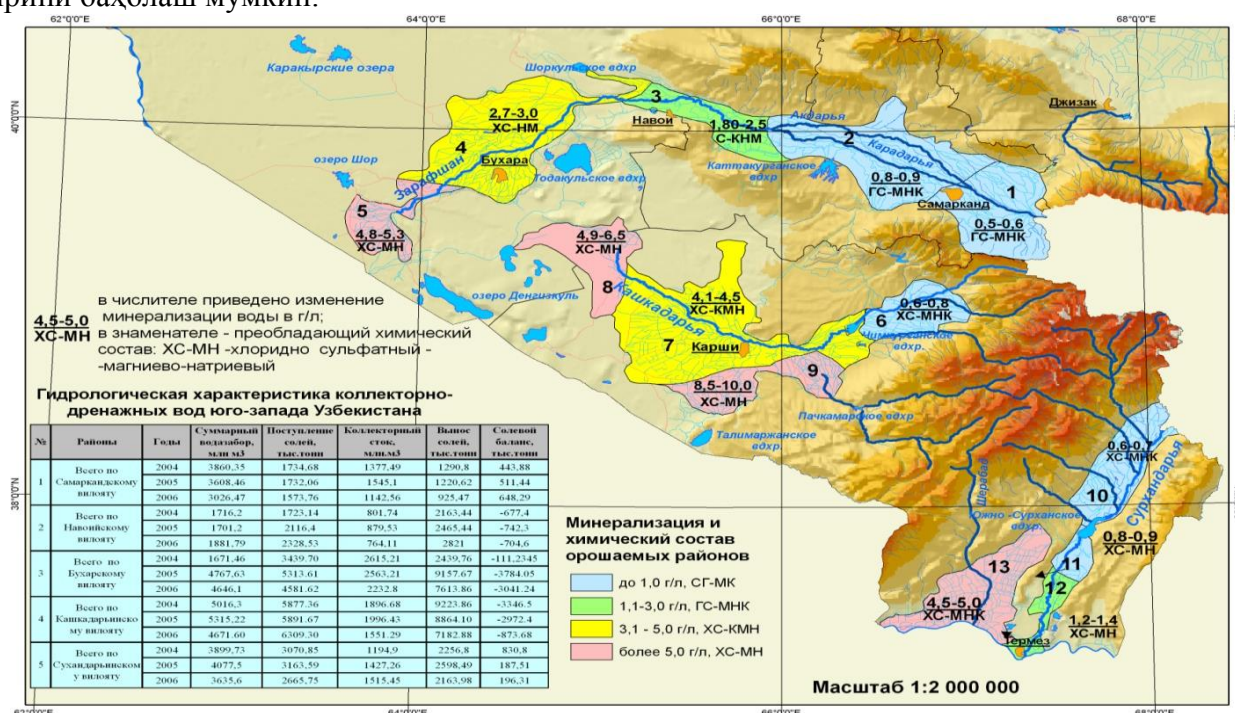 ирини баҳолаш мумкин.
62°0'0"E
64°0'0"E
66°0'0"E
68°0'0"E
40°0'0"N
40°0'0"N
38°0'0"N
38°0'0"N
Каракырские озера
Шоркульское вдхр
Джизак
2,7-3,0
ХС-НМ
3
Навои
1,80-2,5
С-КНМ
Акдарья
2
Карадарья
озеро Шор
4
Бухара
Зарафшан
Тодакульское вдхр
Каттакурганское
вдхр
0,8-0,9
ГС-МНК
1
Самарканд
5
4,8-5,3
ХС-МН
0,5-0,6
ГС-МНК
4,9-6,5
ХС-МН
8
озеро Денгизкуль
4,1-4,5
ХС-КМН
Кашкадарья
0,6-0,8
ХС-МНК
6
Чимкурганское
вдхр.
7
Карши
9
8,5-10,0
ХС-МН
Пачкамарское вдхр
Талимаржанское
вдхр.
4,5-5,0
ХС-МН
в числителе приведено изменение
минерализации воды в г/л;
в знаменателе - преобладающий химический
состав: ХС-МН -хлоридно сульфатный -
-магниево-натриевый
Гидрологическая характеристика коллекторно-
дренажных вод юго-запада Узбекистана
№ Районы Годы Суммарный водазабор, млн м3 Поступление солей, тыс.тонн Коллекторный сток, млн.м3 Вынос солей, тыс.тонн Солевой баланс, тыс.тонн
1 Всего по Самаркандскому вилояту 2004 3860,35 1734,68 1377,49 1290,8 443,88
2005 3608,46 1732,06 1545,1 1220,62 511,44
2006 3026,47 1573,76 1142,56 925,47 648,29
2 Всего по Навоийскому вилояту 2004 1716,2 1723,14 801,74 2163,44 -677,4
2005 1701,2 2116,4 879,53 2465,44 -742,3
2006 1881,79 2328,53 764,11 2821 -704,6
3 Всего по Бухарскому вилояту 2004 1671,46 3439.70 2615,21 2439,76 -111,2345
2005 4767,63 5313.61 2563,21 9157.67 -3784.05
2006 4646,1 4581.62 2232.8 7613.86 -3041.24
4 Всего по Кашкадарьинско му вилояту 2004 5016,3 5877.36 1896.68 9223.86 -3346.5
2005 5315,22 5891.67 1996.43 8864.10 -2972.4
2006 4671.60 6309.30 1551.29 7182.88 -873.68
5 Всего по Сухандарьинском у вилояту 2004 3899,73 3070,85 1194,9 2256,8 830,8
2005 4077,5 3163,59 1427,26 2598,49 187,51
2006 3635,6 2665,75 1515,45 2163,98 196,31
Минерализация и
химический состав
орошаемых районов
до 1,0 г/л, СГ-МК
1,1-3,0 г/л, ГС-МНК
3,1 - 5,0 г/л, ХС-КМН
более 5,0 г/л, ХС-МН
0,6-0,7
ХС-МНК
10
Сурхандарья
Шерабад
Южно -Сурханское
вдхр.
0,8-0,9
ХС-МН
11
13
12
4,5-5,0
ХС-МНК
1,2-1,4
ХС-МН
Термез
Масштаб 1:2 000 000
64°0'0"E
66°0'0"E